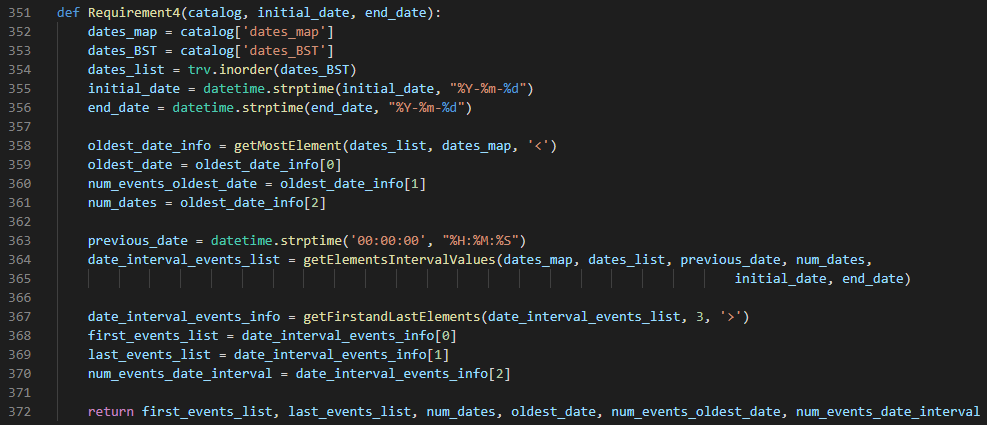 351 def Requirement4(catalog, initial_date, end_date):
352     dates_map = catalog['dates_map']
353     dates_BST = catalog['dates_BST']
354     dates_list = trv.inorder(dates_BST)
355     initial_date = datetime.strptime(initial_date, "%Y-%m-%d")
356     end_date = datetime.strptime(end_date, "%Y-%m-%d")
357
358     oldest_date_info = getMostElement(dates_list, dates_map, '<')
359     oldest_date = oldest_date_info[0]
360     num_events_oldest_date = oldest_date_info[1]
361     num_dates = oldest_date_info[2]
362
363     previous_date = datetime.strptime('00:00:00', "%H:%M:%S")
364     date_interval_events_list = getElementsIntervalValues(dates_map, dates_list, previous_date, num_dates,
365                                                                                     initial_date, end_date)
366
367     date_interval_events_info = getFirstandLastElements(date_interval_events_list, 3, '>')
368     first_events_list = date_interval_events_info[0]
369     last_events_list = date_interval_events_info[1]
370     num_events_date_interval = date_interval_events_info[2]
371
372     return first_events_list, last_events_list, num_dates, oldest_date, num_events_oldest_date, num_events_date_interval